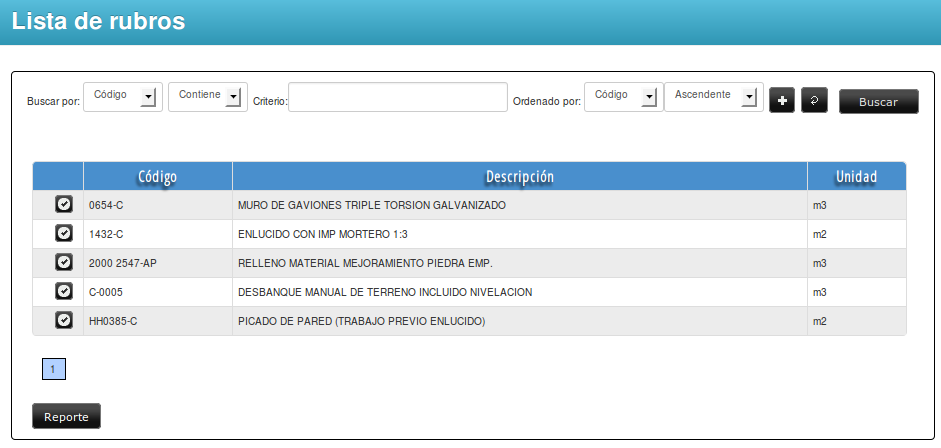 Lista de rubros
Buscar por: Código Contiene Criterio: Ordenado por: Código Ascendente Buscar
Código Descripción Unidad
0654-C MURO DE GAVIONES TRIPLE TORSION GALVANIZADO m3
1432-C ENLUCIDO CON IMP MORTERO 1:3 m2
2000 2547-AP RELLENO MATERIAL MEJORAMIENTO PIEDRA EMP. m3
C-0005 DESBANQUE MANUAL DE TERRENO INCLUIDO NIVELACION m3
HH0385-C PICADO DE PARED (TRABAJO PREVIO ENLUCIDO) m2
1
Reporte